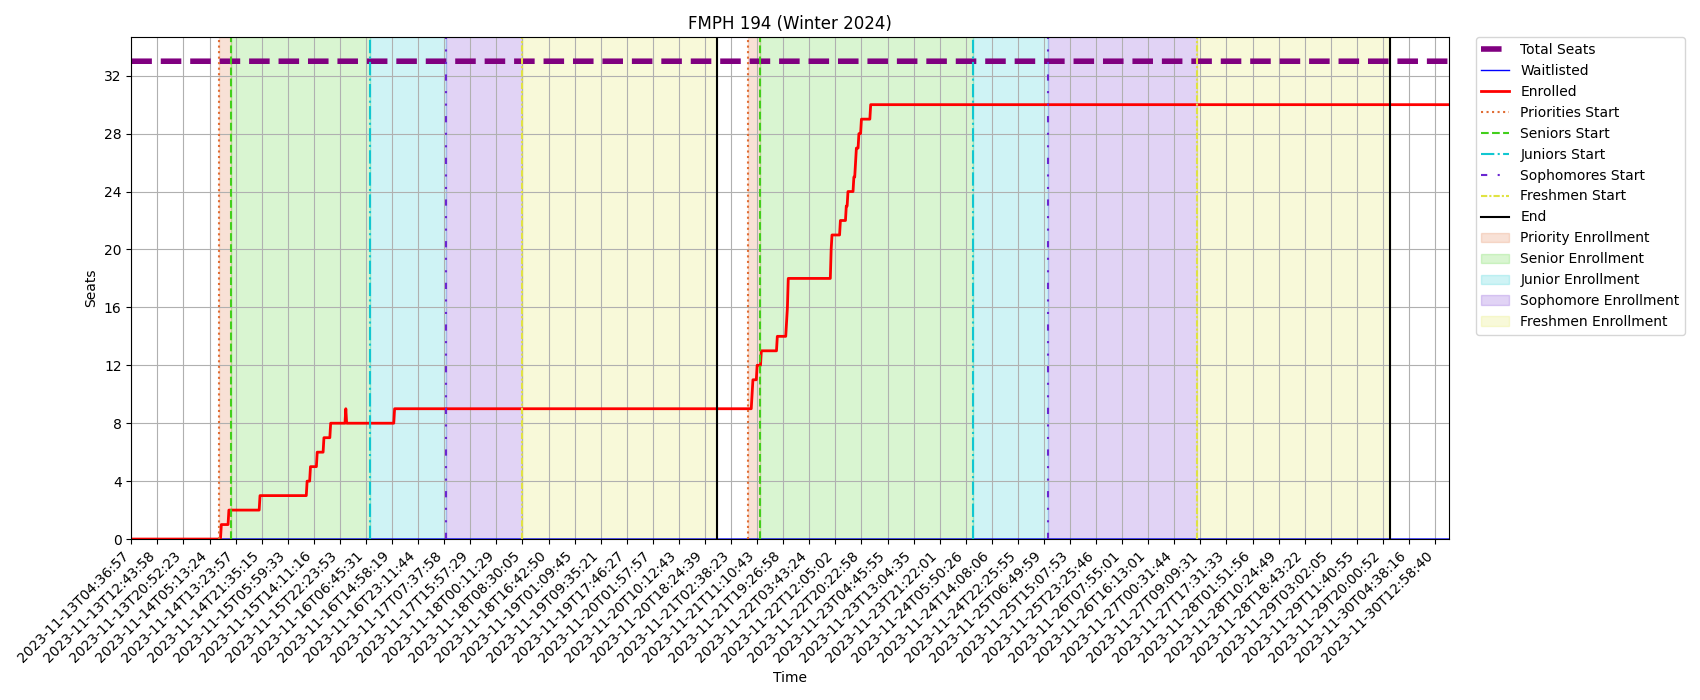 FMPH 194 (Winter 2024)
Seats
32
28
24
20
16
12
8
4
0
2023-11-13T04:36:57
2023-11-13T12:43:58
2023-11-13T20:52:23
2023-11-14T05:13:24
2023-11-14T13:23:57
2023-11-14T21:35:15
2023-11-15T05:59:33
2023-11-15T14:11:16
2023-11-15T22:23:53
2023-11-16T06:45:31
2023-11-16T14:58:19
2023-11-16T23:11:44
2023-11-17T07:37:58
2023-11-17T15:57:29
2023-11-18T00:11:29
2023-11-18T08:30:05
2023-11-18T16:42:50
2023-11-19T01:09:45
2023-11-19T09:35:21
2023-11-19T17:46:27
2023-11-20T01:57:57
2023-11-20T10:12:43
2023-11-20T18:24:39
2023-11-21T02:38:23
2023-11-21T11:10:43
2023-11-21T19:26:58
2023-11-22T03:43:24
2023-11-22T12:05:02
2023-11-22T20:22:58
2023-11-23T04:45:55
2023-11-23T13:04:35
2023-11-23T21:22:01
2023-11-24T05:50:26
2023-11-24T14:08:06
2023-11-24T22:25:55
2023-11-25T06:49:59
2023-11-25T15:07:53
2023-11-25T23:25:46
2023-11-26T07:55:01
2023-11-26T16:13:01
2023-11-27T00:31:44
2023-11-27T09:09:31
2023-11-27T17:31:33
2023-11-28T01:51:56
2023-11-28T10:24:49
2023-11-28T18:43:22
2023-11-29T03:02:05
2023-11-29T11:40:55
2023-11-29T20:00:52
2023-11-30T04:38:16
2023-11-30T12:58:40
Time
Total Seats
Waitlisted
Enrolled
Priorities Start
Seniors Start
Juniors Start
Sophomores Start
Freshmen Start
End
Priority Enrollment
Senior Enrollment
Junior Enrollment
Sophomore Enrollment
Freshmen Enrollment